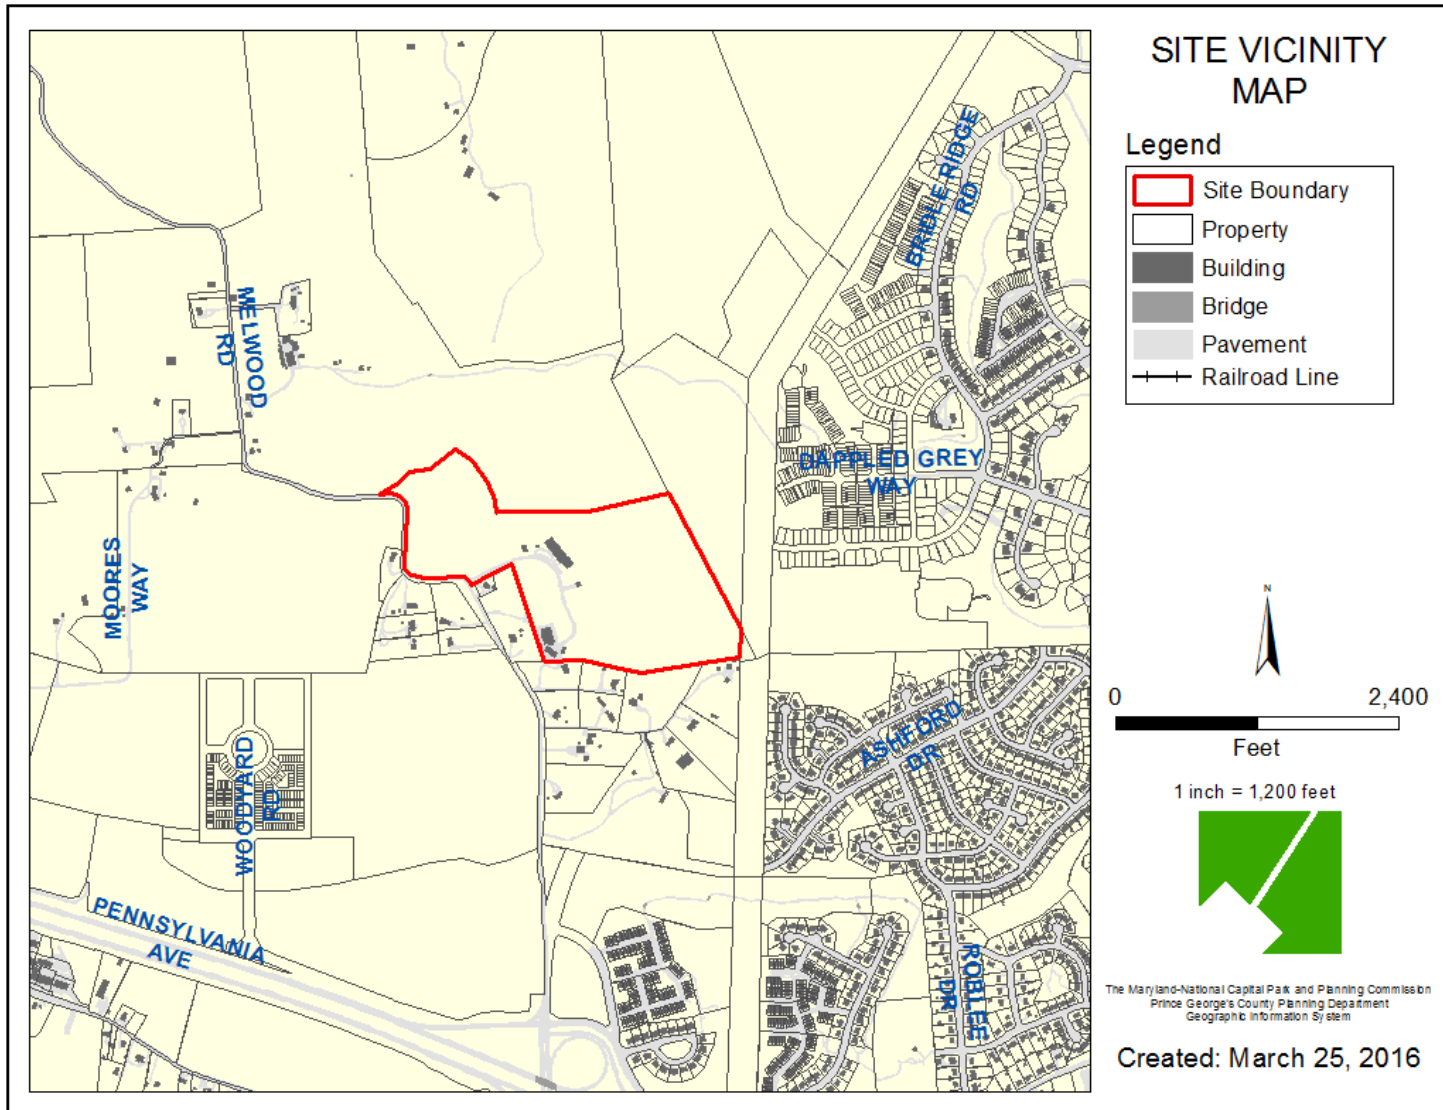 SITE VICINITY
MAP
Legend
Site Boundary
Property
Building
Bridge
Pavement
Railroad Line
BRIDLE RIDGE
RD
MELWOOD
RD
DAPPLED GREY
WAY
MOORES
WAY
ASHFORD
DR
WOODYARD
RD
PENNSYLVANIA
AVE
ROBLEE
DR
N
0 2,400
Feet
1 inch = 1,200 feet
The Maryland-National Capital Park and Planning Commission
Prince George's County Planning Department
Geographic Information System
Created: March 25, 2016